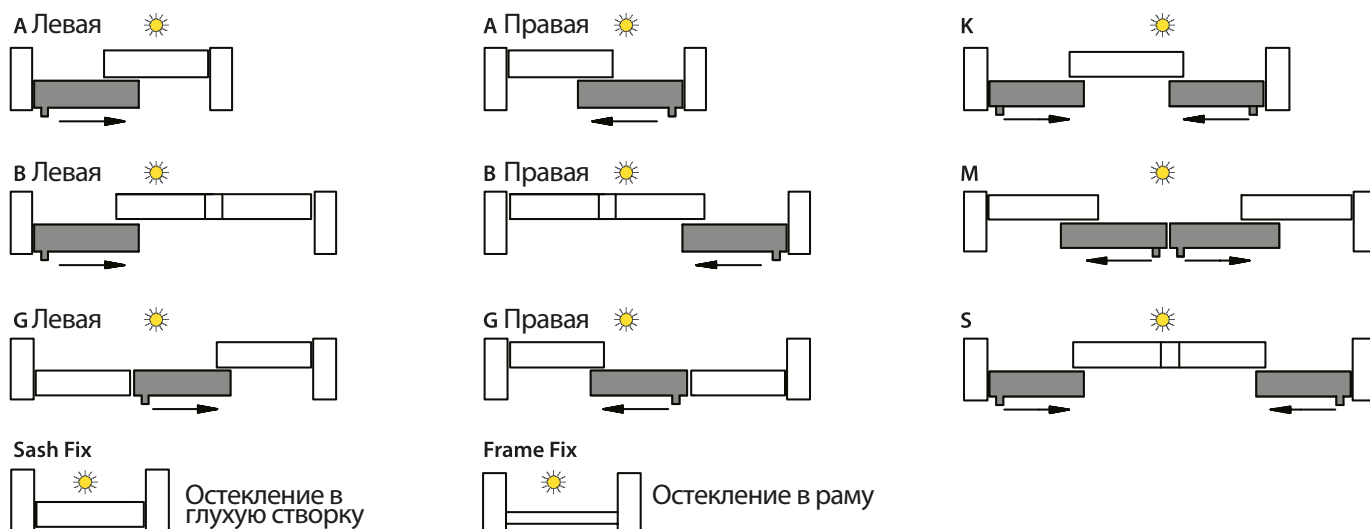 A Левая
A Правая
K
B Левая
B Правая
M
G Левая
G Правая
S
Sash Fix
Frame Fix
Остекление в
глухую створку
Остекление в раму